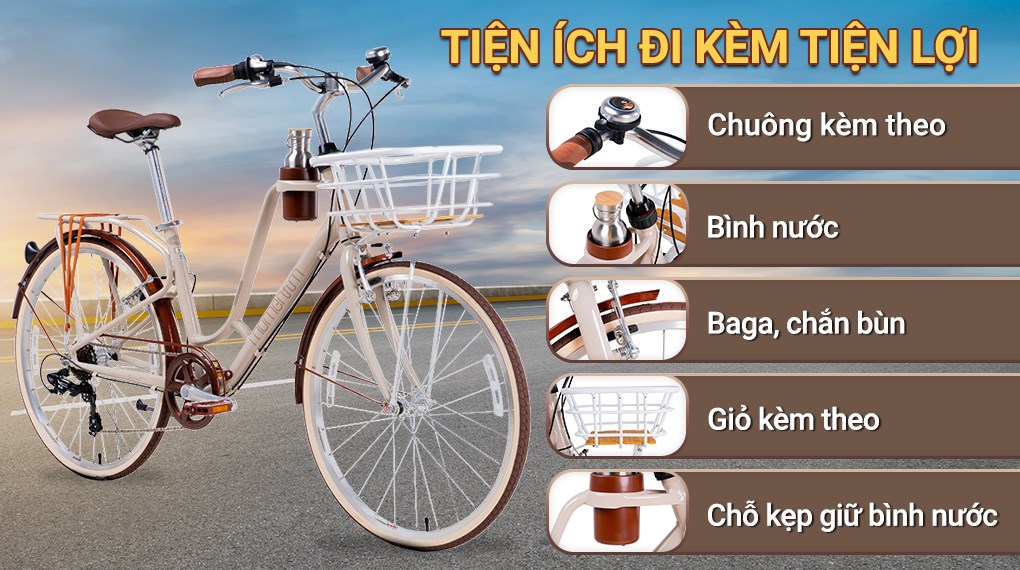 TIỆN ÍCH ĐI KÈM TIỆN LỢI
Chuông kèm theo
Bình nước
Baga, chắn bùn
Giỏ kèm theo
Chỗ kẹp giữ bình nước